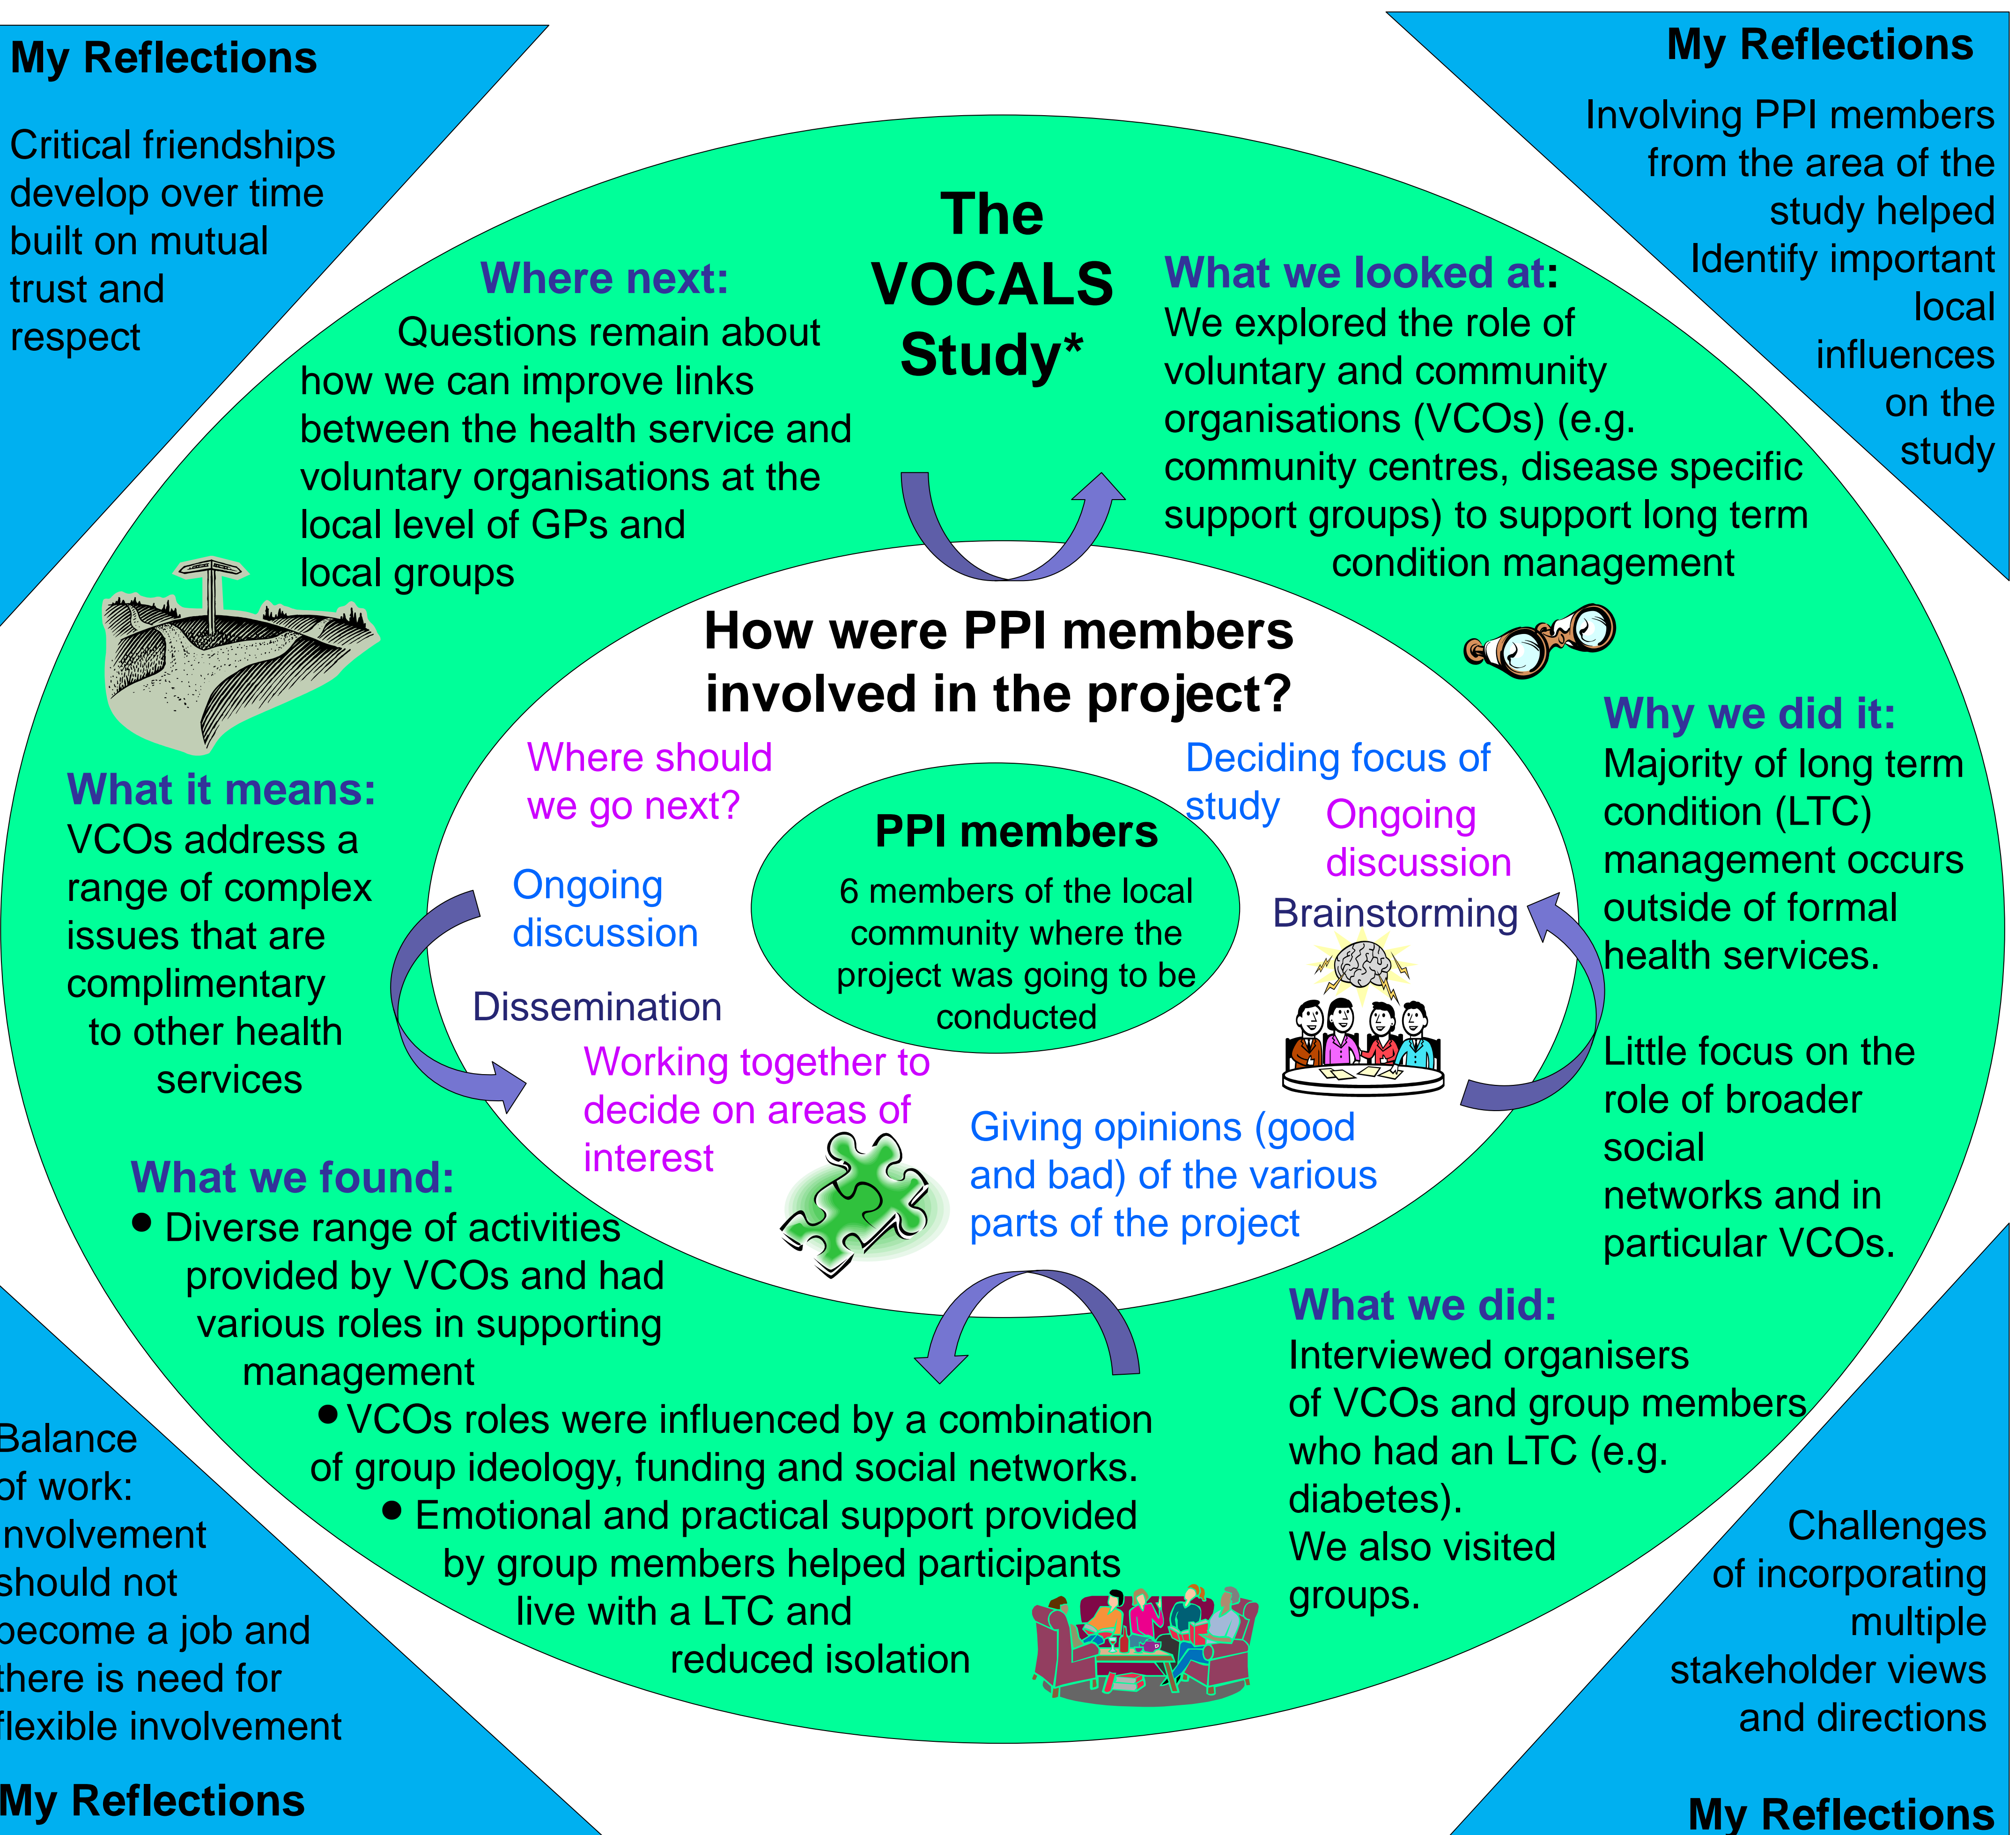 My Reflections
Critical friendships
develop over time
built on mutual
trust and
respect
My Reflections
Involving PPI members
from the area of the
study helped
Identify important
local
influences
on the
study
The
VOCALS
Study*
What we looked at:
We explored the role of
voluntary and community
organisations (VCOs) (e.g.
community centres, disease specific
support groups) to support long term
condition management
Why we did it:
Majority of long term
condition (LTC)
management occurs
outside of formal
health services.
Little focus on the
role of broader
social
networks and in
particular VCOs.
What we did:
Interviewed organisers
of VCOs and group members
who had an LTC (e.g.
diabetes).
We also visited
groups.
What we found:
● Diverse range of activities
provided by VCOs and had
various roles in supporting
management
● VCOs roles were influenced by a combination
of group ideology, funding and social networks.
● Emotional and practical support provided
by group members helped participants
live with a LTC and
reduced isolation
What it means:
VCOs address a
range of complex
issues that are
complimentary
to other health
services
Where next:
Questions remain about
how we can improve links
between the health service and
voluntary organisations at the
local level of GPs and
local groups
How were PPI members
involved in the project?
Deciding focus of
study
Ongoing
discussion
Brainstorming
Giving opinions (good
and bad) of the various
parts of the project
Working together to
decide on areas of
interest
Dissemination
Ongoing
discussion
Where should
we go next?
PPI members
6 members of the local
community where the
project was going to be
conducted
Balance
of work:
involvement
should not
become a job and
there is need for
flexible involvement
My Reflections
Challenges
of incorporating
multiple
stakeholder views
and directions
My Reflections